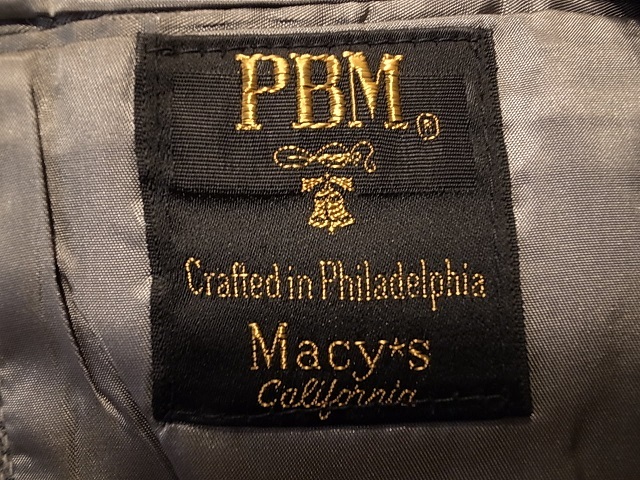 PBM®
Crafted in Philadelphia
Macy*s
California